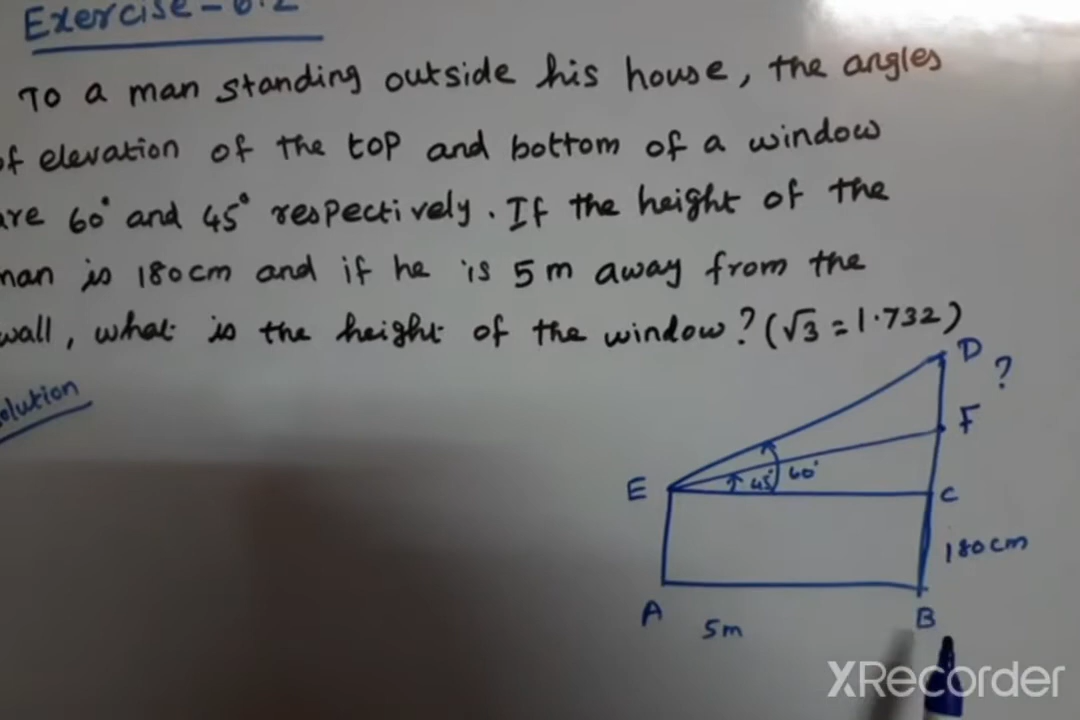 Exercise - 6.2
To a man standing outside his house, the angles
of elevation of the top and bottom of a window
are 60° and 45° respectively. If the height of the
man is 180cm and if he is 5m away from the
wall, what is the height of the window? (√3 = 1.732)
Solution
D
?
F
E
45°
60°
C
180cm
A
5m
B
XRecorder